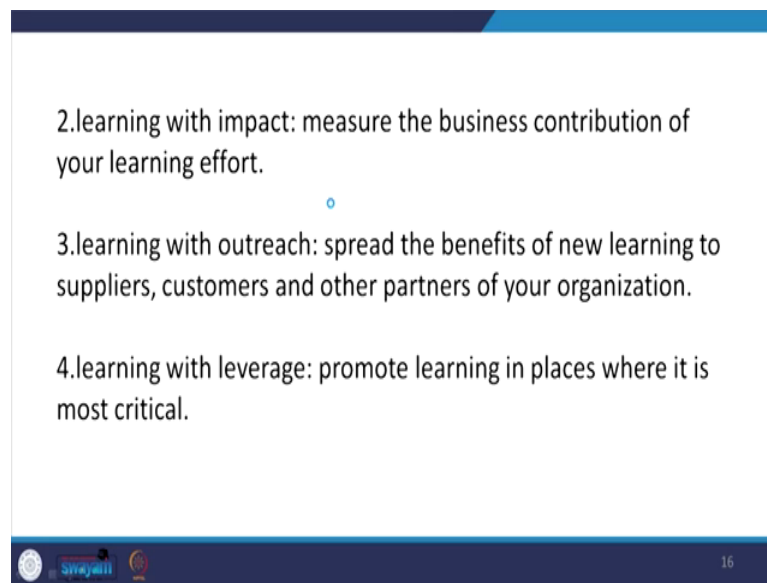 2.learning with impact: measure the business contribution of
your learning effort.
3.learning with outreach: spread the benefits of new learning to
suppliers, customers and other partners of your organization.
4.learning with leverage: promote learning in places where it is
most critical.
swayam
16